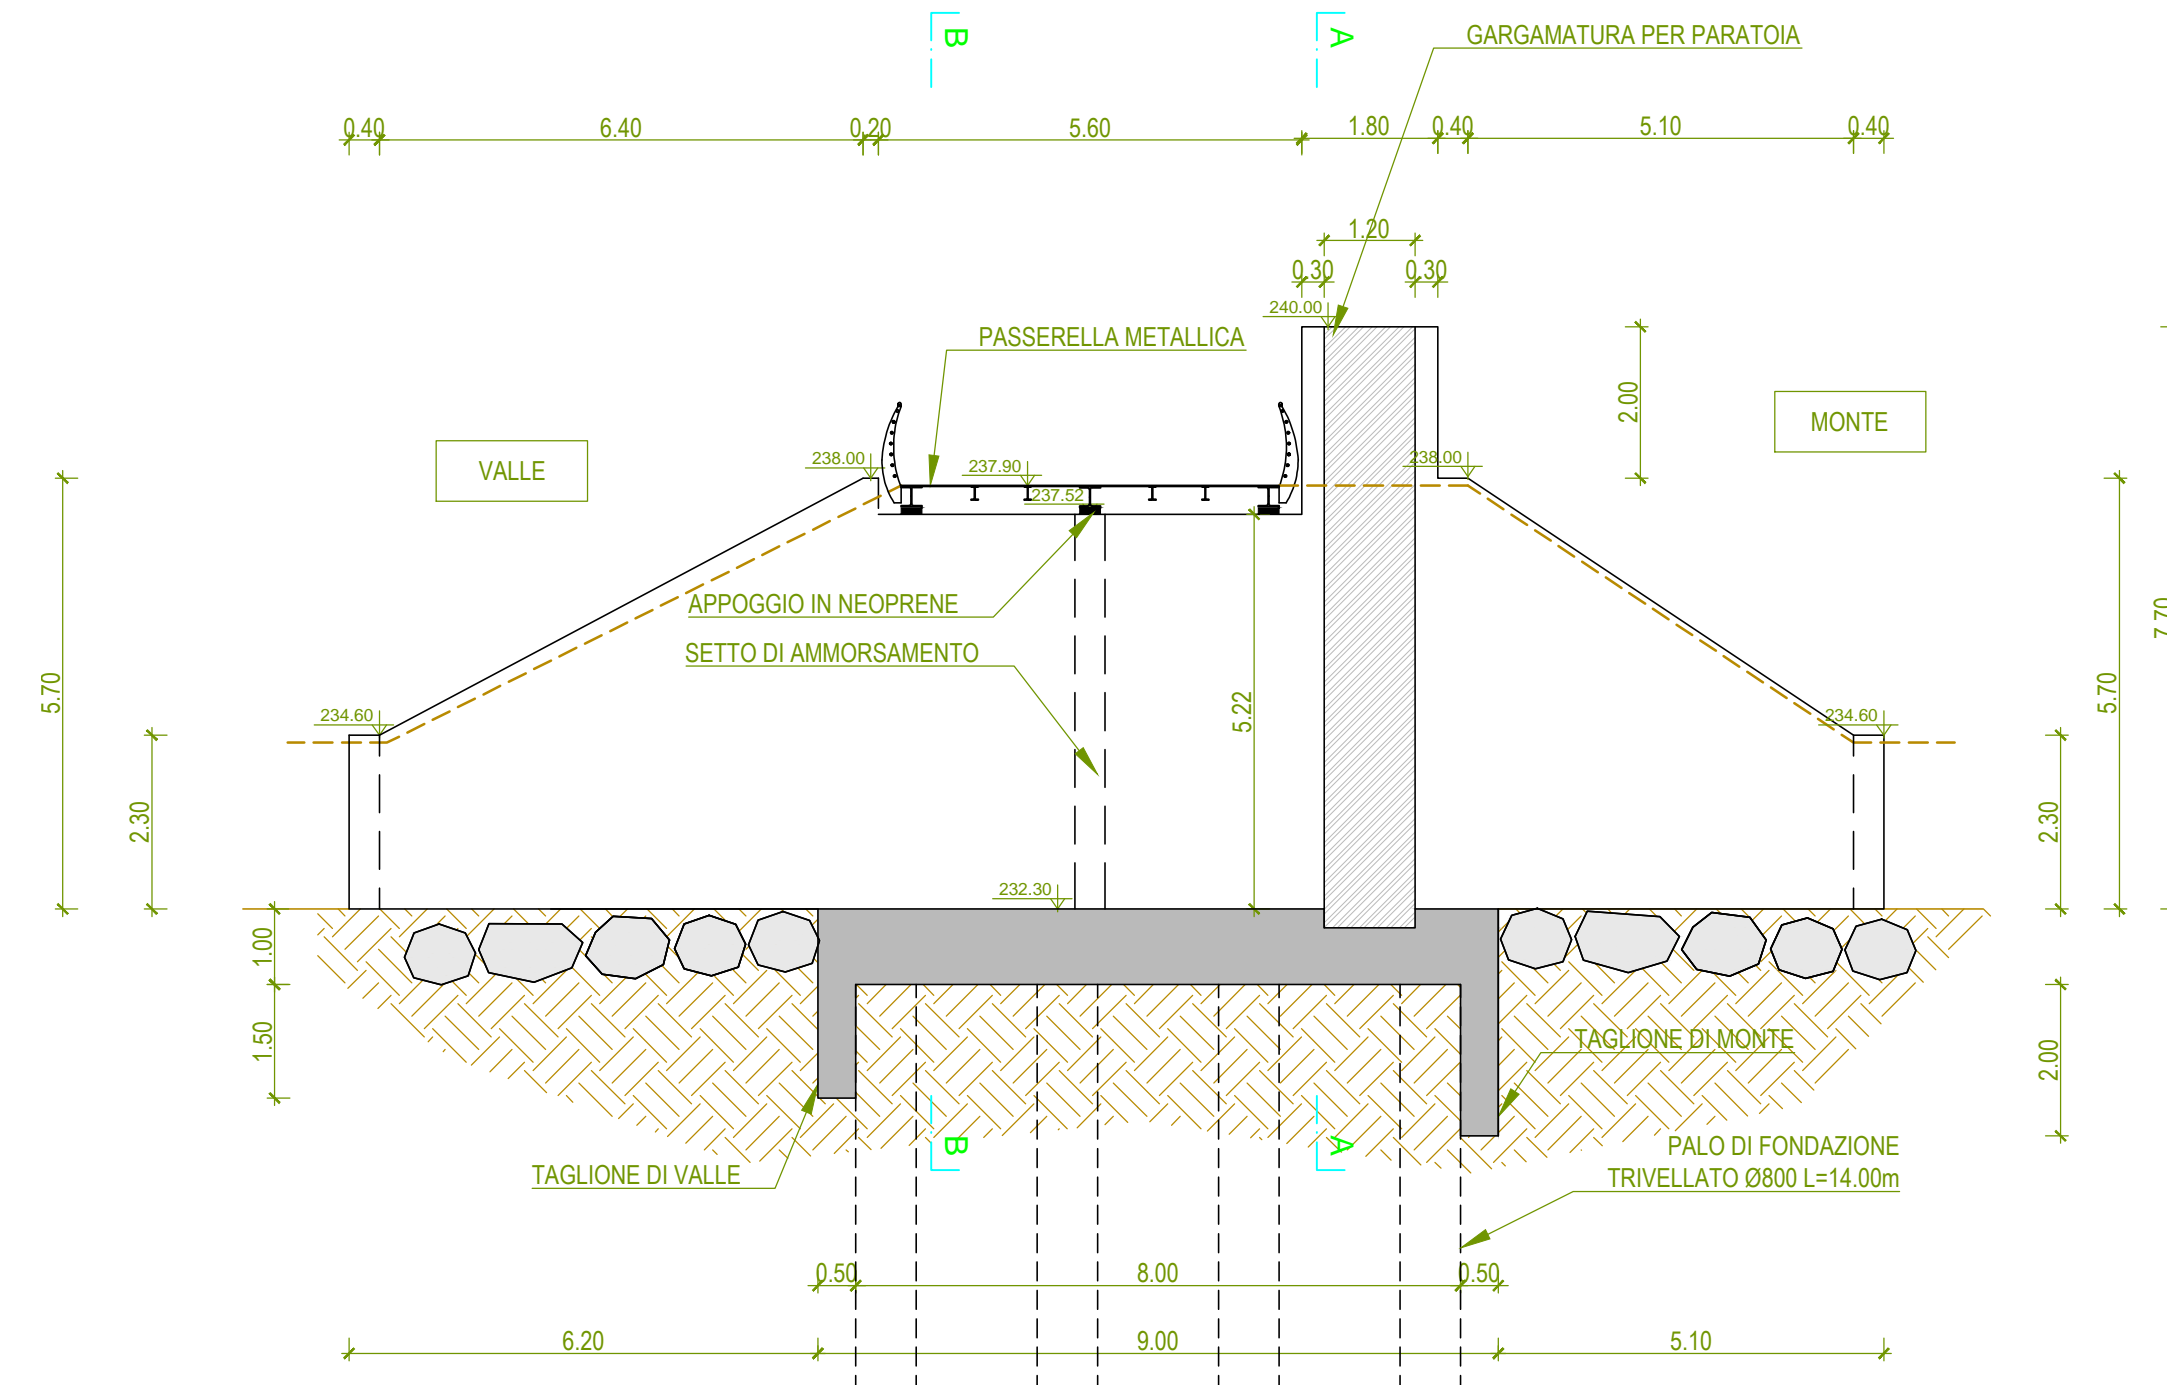 B
A
GARGAMATURA PER PARATOIA
0.40
6.40
0.20
5.60
1.80
0.40
5.10
0.40
1.20
0.30
0.30
240.00
PASSERELLA METALLICA
2.00
MONTE
VALLE
238.00
237.90
238.00
237.52
APPOGGIO IN NEOPRENE
SETTO DI AMMORSAMENTO
7.70
5.70
5.22
5.70
234.60
234.60
2.30
2.30
232.30
1.00
1.50
TAGLIONE DI MONTE
2.00
B
A
PALO DI FONDAZIONE
TAGLIONE DI VALLE
TRIVELLATO Ø800 L=14.00m
0.50
8.00
0.50
6.20
9.00
5.10